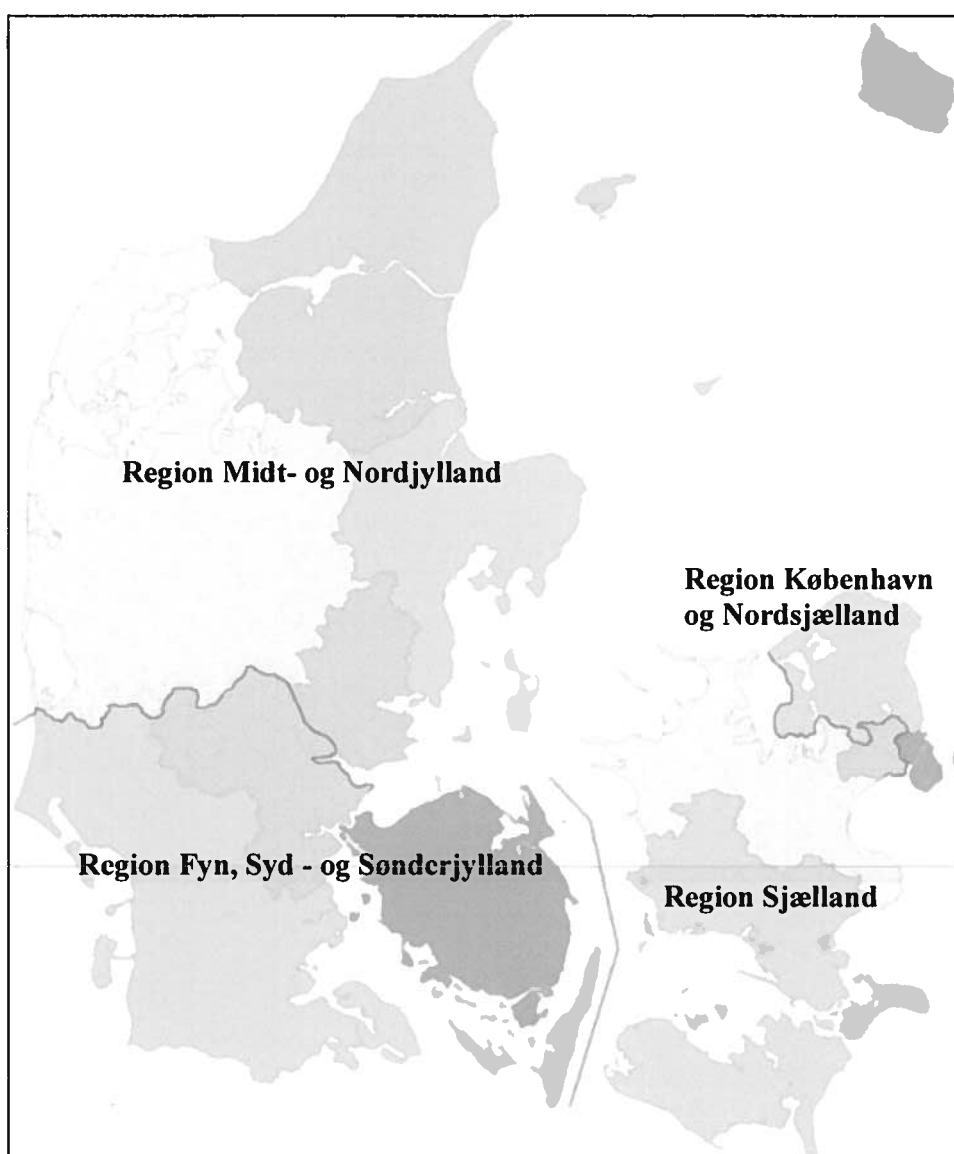 Region Midt- og Nordjylland
Region København
og Nordsjælland
Region Fyn, Syd - og Sønderjylland
Region Sjælland